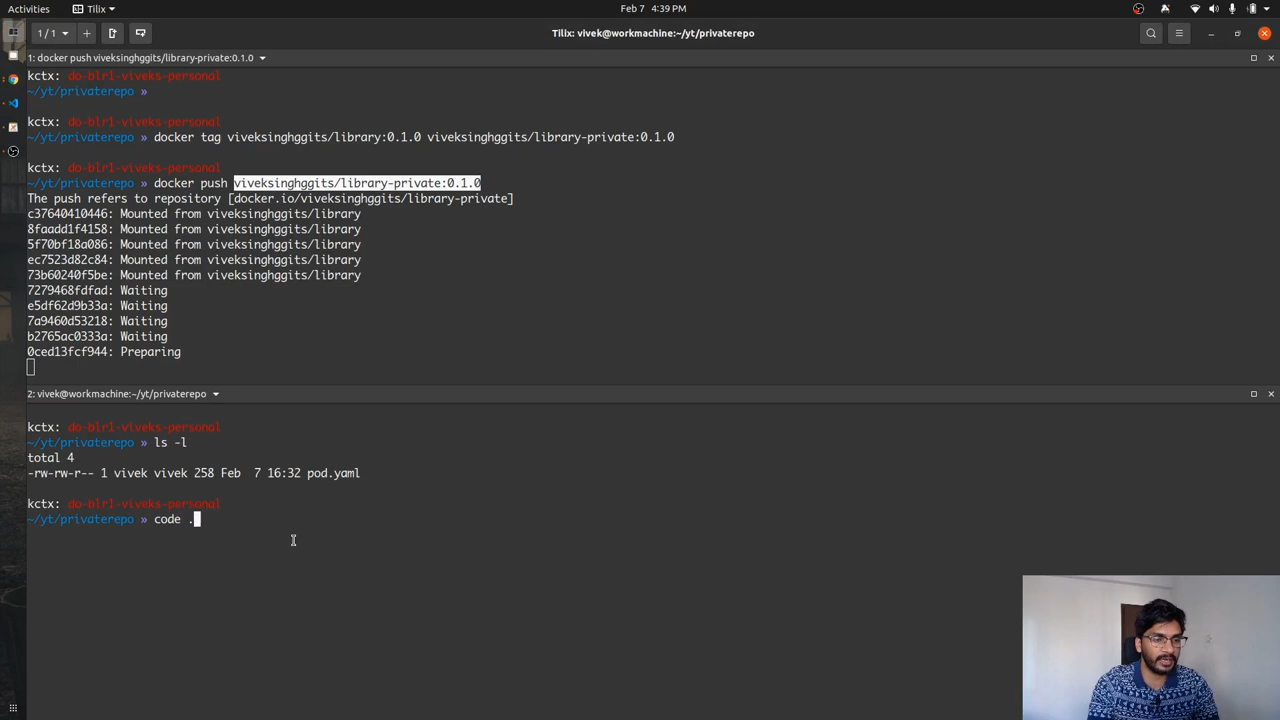 Activities
Tilix
Feb 7 4:39 PM
1 / 1
Tilix: vivek@workmachine:~/yt/privaterepo
1: docker push viveksinghggits/library-private:0.1.0
kctx: do-blr1-viveks-personal
~/yt/privaterepo »
kctx: do-blr1-viveks-personal
~/yt/privaterepo » docker tag viveksinghggits/library:0.1.0 viveksinghggits/library-private:0.1.0
kctx: do-blr1-viveks-personal
~/yt/privaterepo » docker push viveksinghggits/library-private:0.1.0
The push refers to repository [docker.io/viveksinghggits/library-private]
c37640410446: Mounted from viveksinghggits/library
8faadd1f4158: Mounted from viveksinghggits/library
5f70bf18a086: Mounted from viveksinghggits/library
ec7523d82c84: Mounted from viveksinghggits/library
73b60240f5be: Mounted from viveksinghggits/library
7279468fdfad: Waiting
e5df62d9b33a: Waiting
7a9460d53218: Waiting
b2765ac0333a: Waiting
0ced13fcf944: Preparing
2: vivek@workmachine:~/yt/privaterepo
kctx: do-blr1-viveks-personal
~/yt/privaterepo » ls -l
total 4
-rw-rw-r-- 1 vivek vivek 258 Feb  7 16:32 pod.yaml
kctx: do-blr1-viveks-personal
~/yt/privaterepo » code .